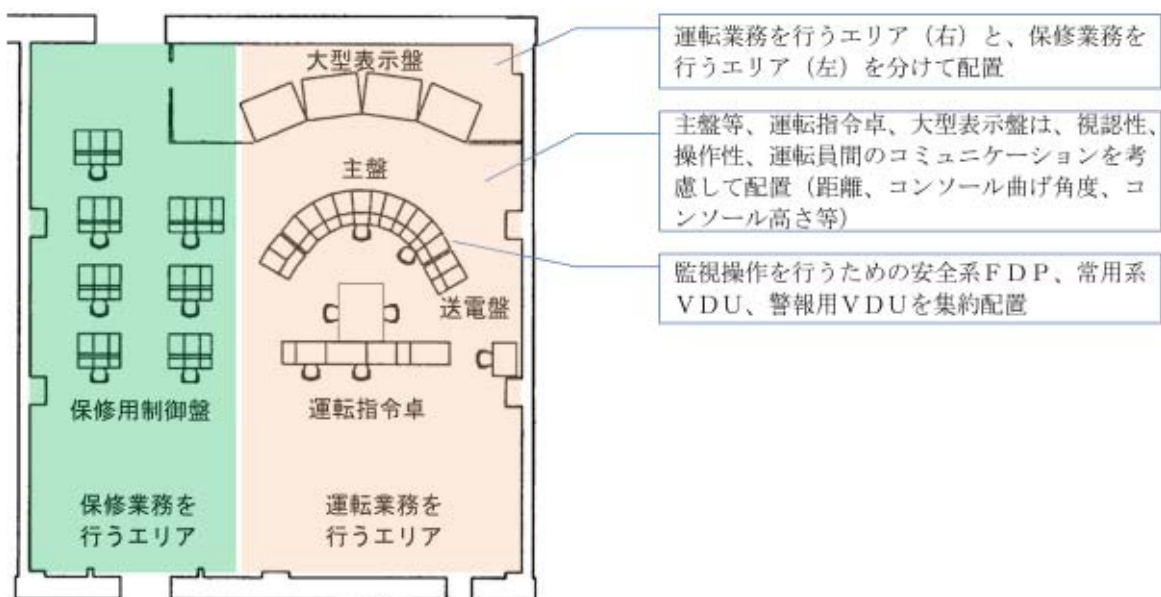 大型表示盤
主盤
送電盤
保修用制御盤
運転指令卓
保修業務を
行うエリア
運転業務を
行うエリア
運転業務を行うエリア（右）と、保修業務を
行うエリア（左）を分けて配置
主盤等、運転指令卓、大型表示盤は、視認性、
操作性、運転員間のコミュニケーションを考
慮して配置（距離、コンソール曲げ角度、コ
ンソール高さ等）
監視操作を行うための安全系ＦＤＰ、常用系
ＶＤＵ、警報用ＶＤＵを集約配置